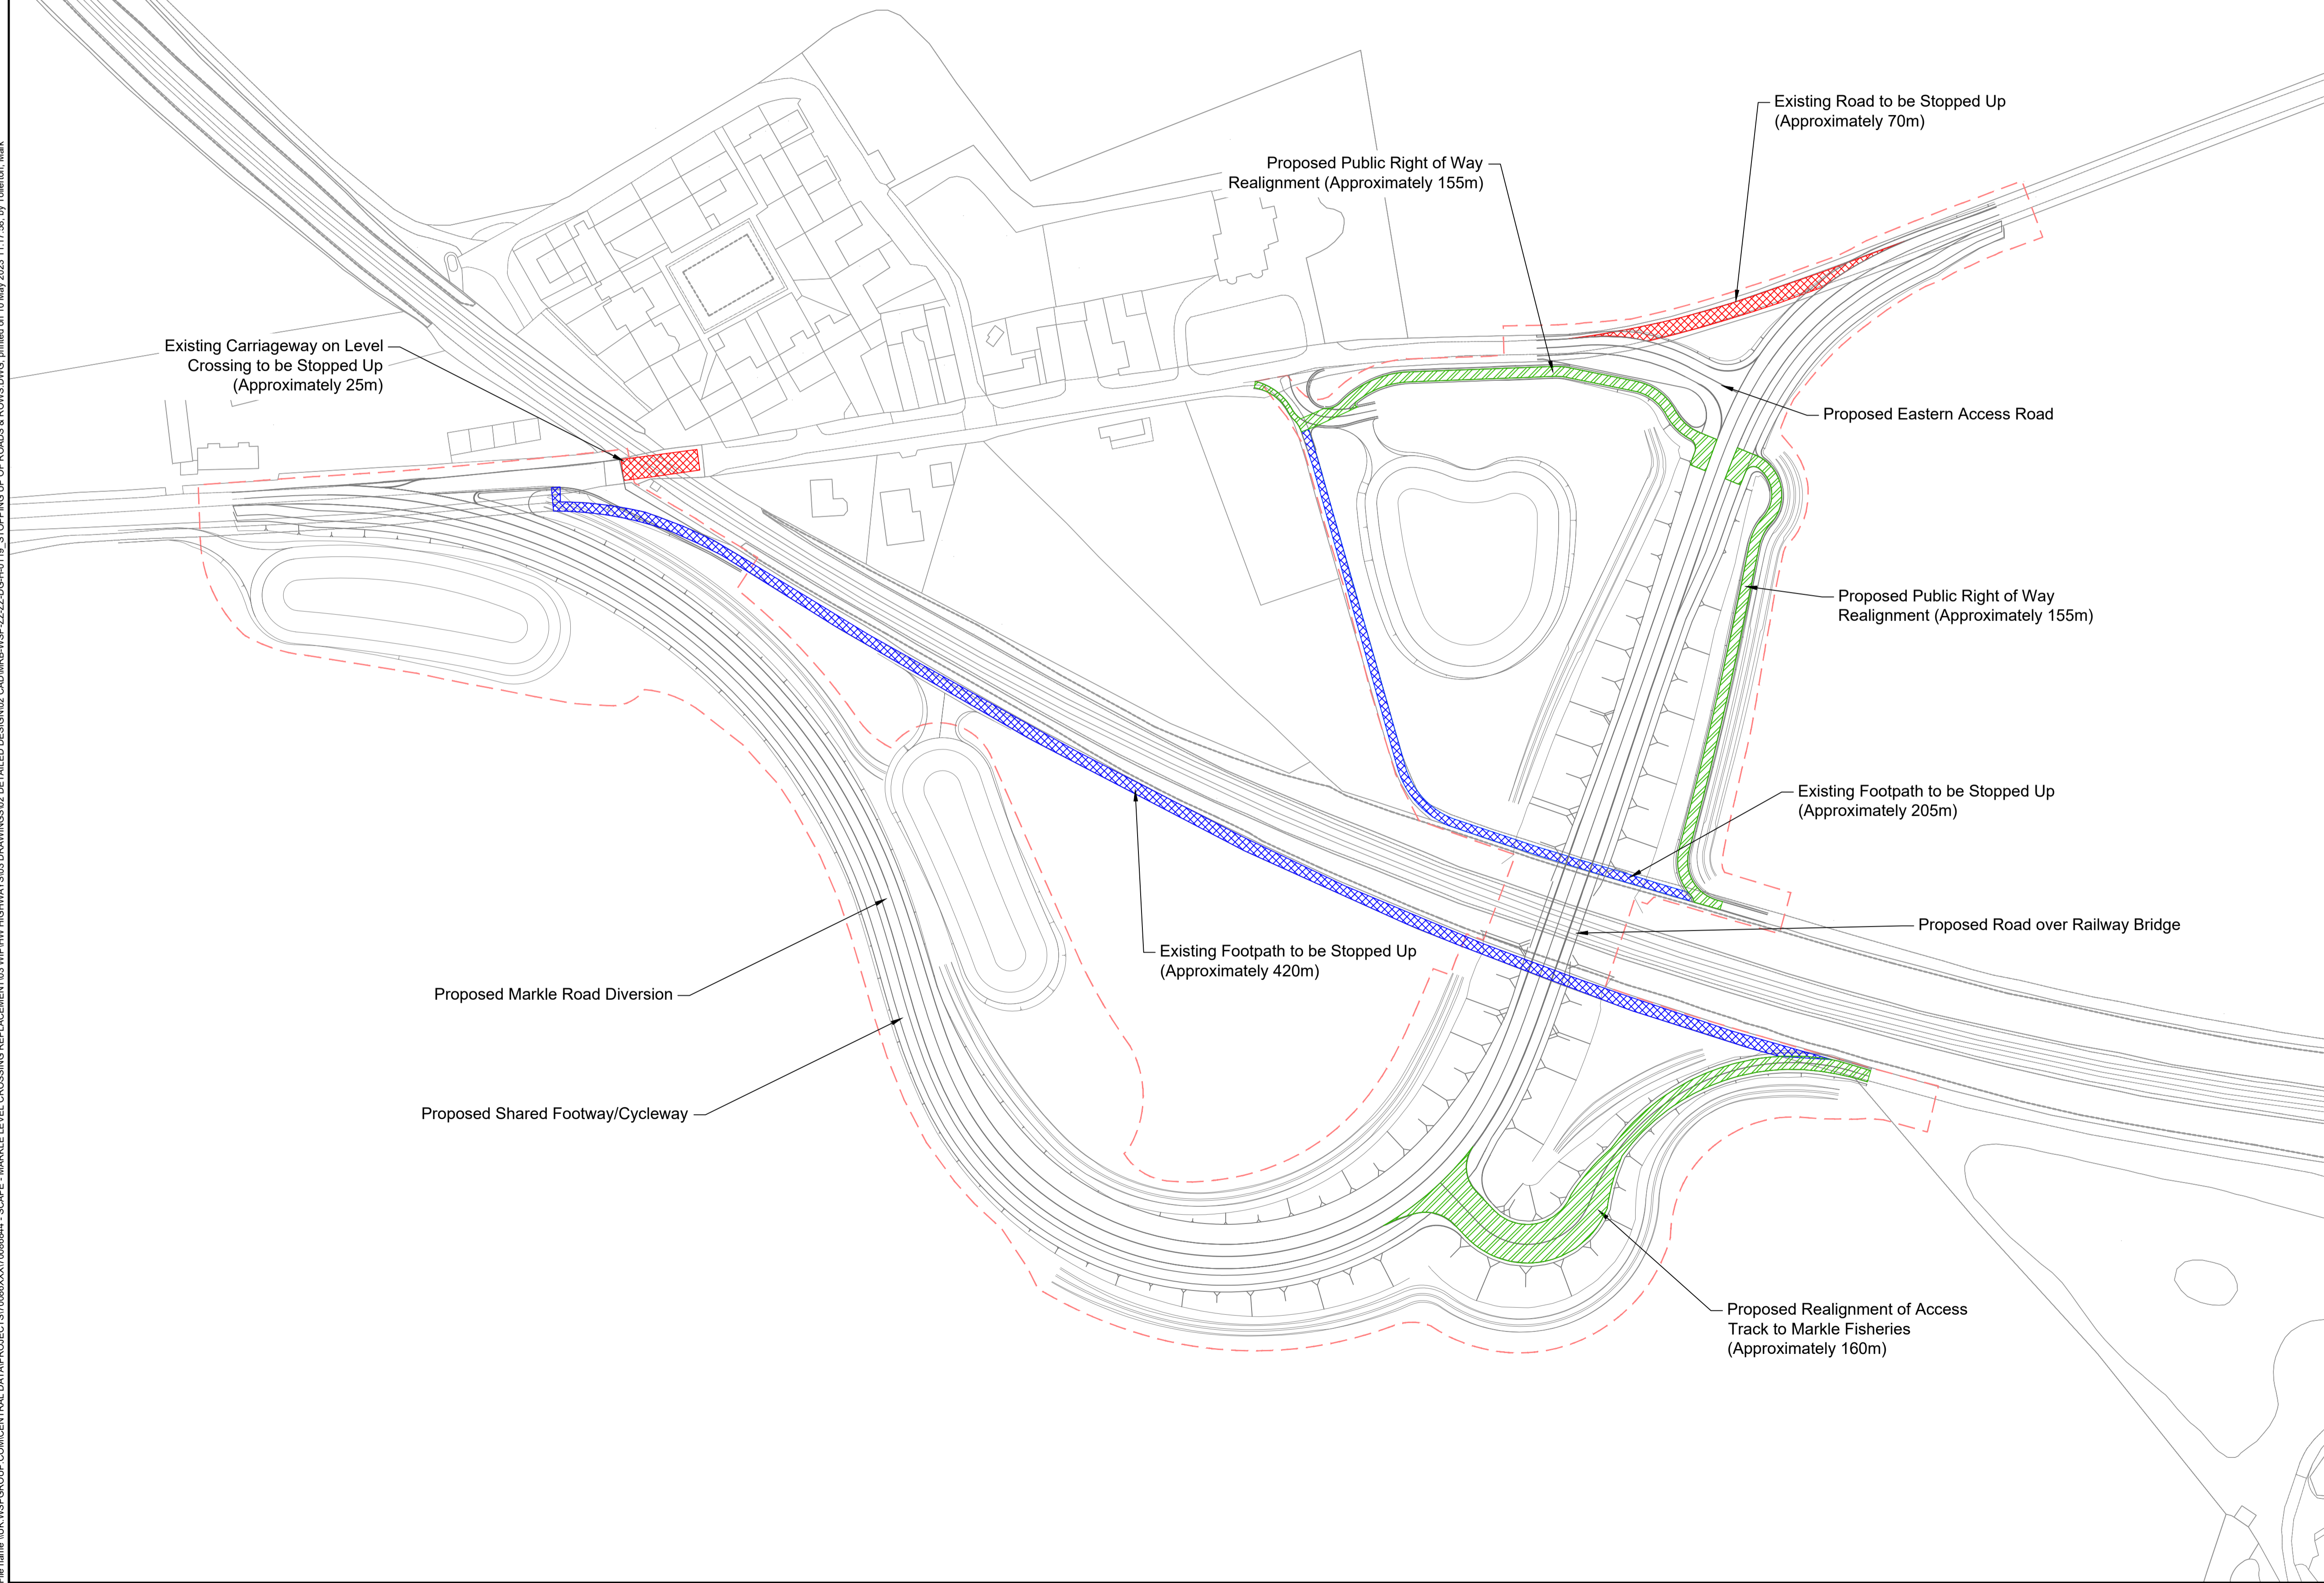 Existing Road to be Stopped Up
(Approximately 70m)
Proposed Public Right of Way
Realignment (Approximately 155m)
Existing Carriageway on Level
Crossing to be Stopped Up
(Approximately 25m)
Proposed Eastern Access Road
Proposed Public Right of Way
Realignment (Approximately 155m)
Existing Footpath to be Stopped Up
(Approximately 205m)
Proposed Road over Railway Bridge
Existing Footpath to be Stopped Up
(Approximately 420m)
Proposed Markle Road Diversion
Proposed Shared Footway/Cycleway
Proposed Realignment of Access
Track to Markle Fisheries
(Approximately 160m)